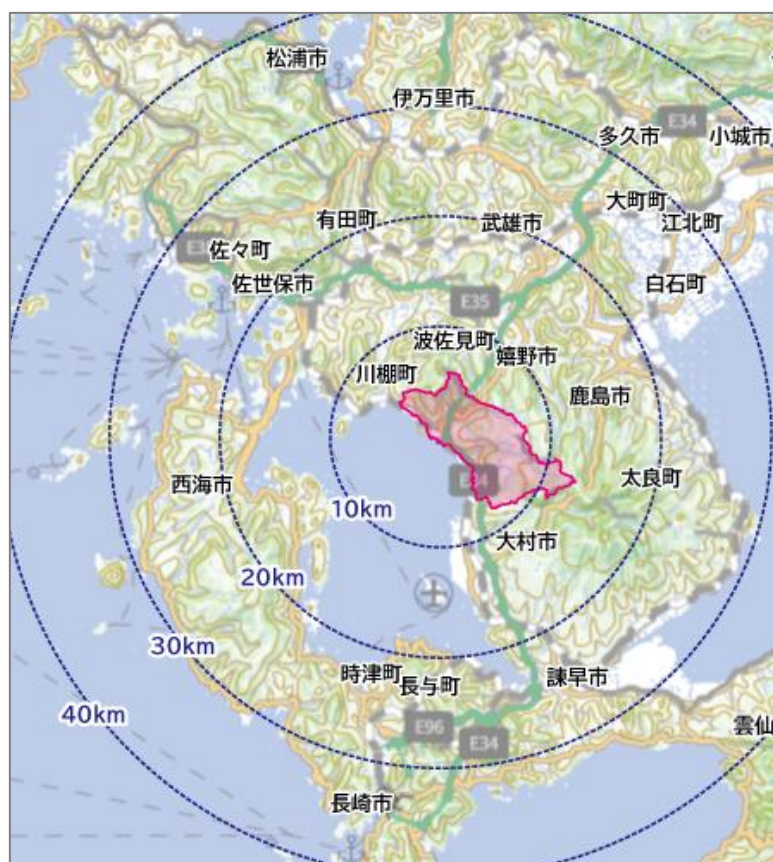 松浦市
伊万里市
多久市
E34
小城市
有田町
武雄市
大町町
江北町
佐々町
佐世保市
白石町
E35
波佐見町
嬉野市
川棚町
鹿島市
西海市
太良町
10km
大村市
20km
30km
時津町
長与町
諫早市
40km
E96
E34
雲仙
長崎市